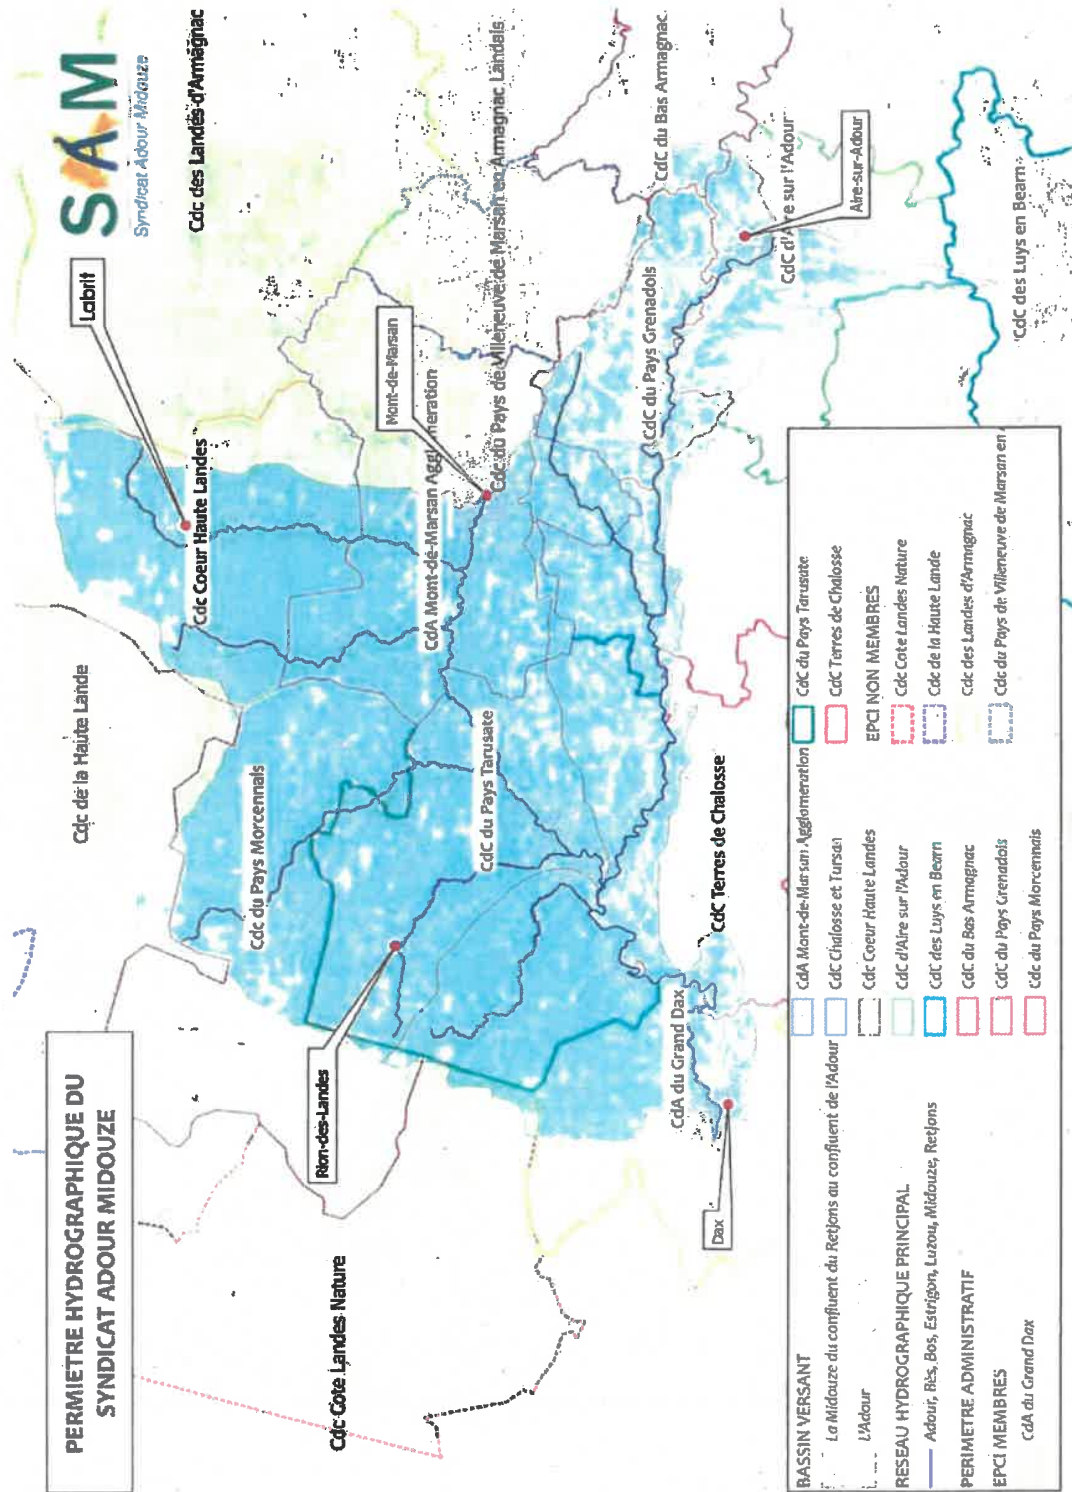 PERMIETRE HYDROGRAPHIQUE DU
SYNDICAT ADOUR MIDOUZE
SAM
Syndicat Adour Midouze
Cdc de la Haute Lande
Labrit
Cdc des Landes d'Armagnac
Cdc Coeur Haute Landes
Cdc du Pays Morcennais
Mont-de-Marsan
CdA Mont-de-Marsan Agglomeration
Rion-des-Landes
CdC du Pays Tarusate
Cdc du Pays de Villeneuve de Marsan en Armagnac Landais
Cdc Cote Landes Nature
CdA du Grand Dax
Dax
CdC Terres de Chalosse
CdC du Pays Grenadois
CdC du Bas Armagnac
CdC d'Aire sur l'Adour
Aire-sur-Adour
CdC des Luys en Bearn
BASSIN VERSANT
La Midouze du confluent du Retjons au confluent de l'Adour
L'Adour
RESEAU HYDROGRAPHIQUE PRINCIPAL
Adour, Bès, Bos, Estrigon, Luzou, Midouze, Retjons
PERIMETRE ADMINISTRATIF
EPCI MEMBRES
CdA du Grand Dax
CdA Mont-de-Marsan Agglomeration
CdC Chalosse et Tursan
Cdc Coeur Haute Landes
CdC d'Aire sur l'Adour
CdC des Luys en Bearn
CdC du Bas Armagnac
CdC du Pays Grenadois
Cdc du Pays Morcennais
CdC du Pays Tarusate
CdC Terres de Chalosse
EPCI NON MEMBRES
Cdc Cote Landes Nature
Cdc de la Haute Lande
Cdc des Landes d'Armagnac
Cdc du Pays de Villeneuve de Marsan en